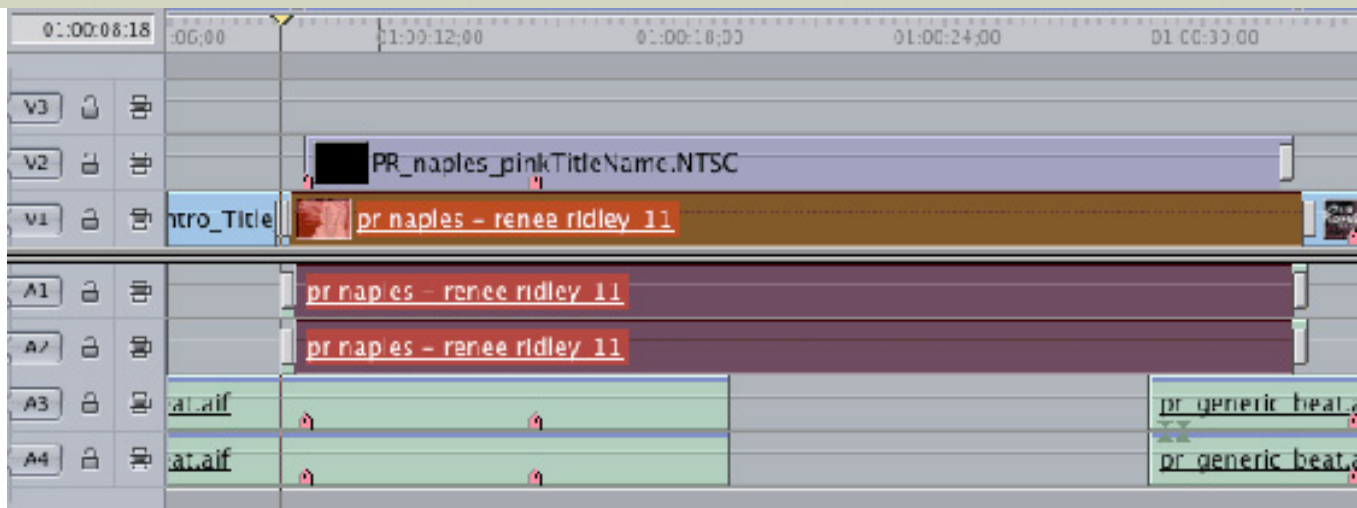 01:00:08:18 :06;00 01:00:12;00 01:00:18;00 01:00:24;00 01:00:30;00
V3
V2 PR_naples_pinkTitleName.NTSC
V1 ntro_Title pr naples - renee ridley 11
A1 pr naples - renee ridley 11
A2 pr naples - renee ridley 11
A3 eat.aif pr generic beat.a
A4 eat.aif pr generic beat.a